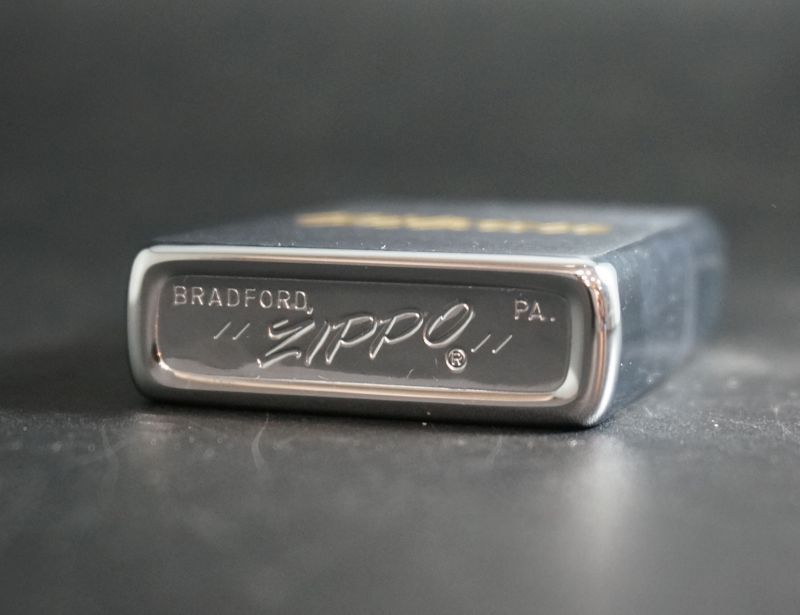 BRADFORD, PA.
// ZIPPO ® //